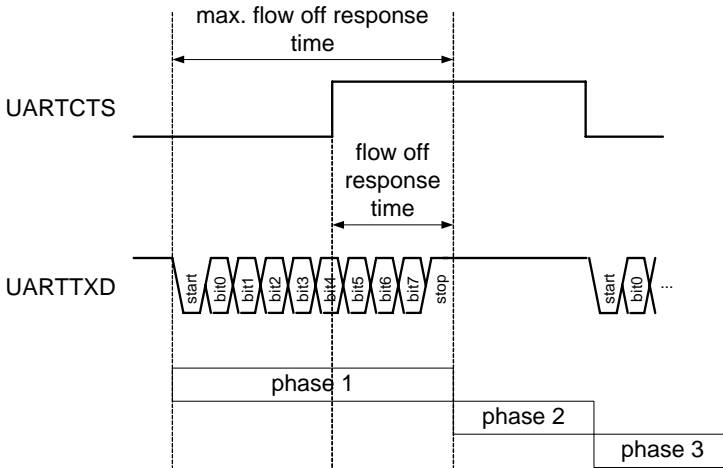 max. flow off response
time
UARTCTS
flow off
response
time
UARTTXD
start bit0 bit1 bit2 bit3 bit4 bit5 bit6 bit7 stop start bit0 ...
phase 1
phase 2
phase 3